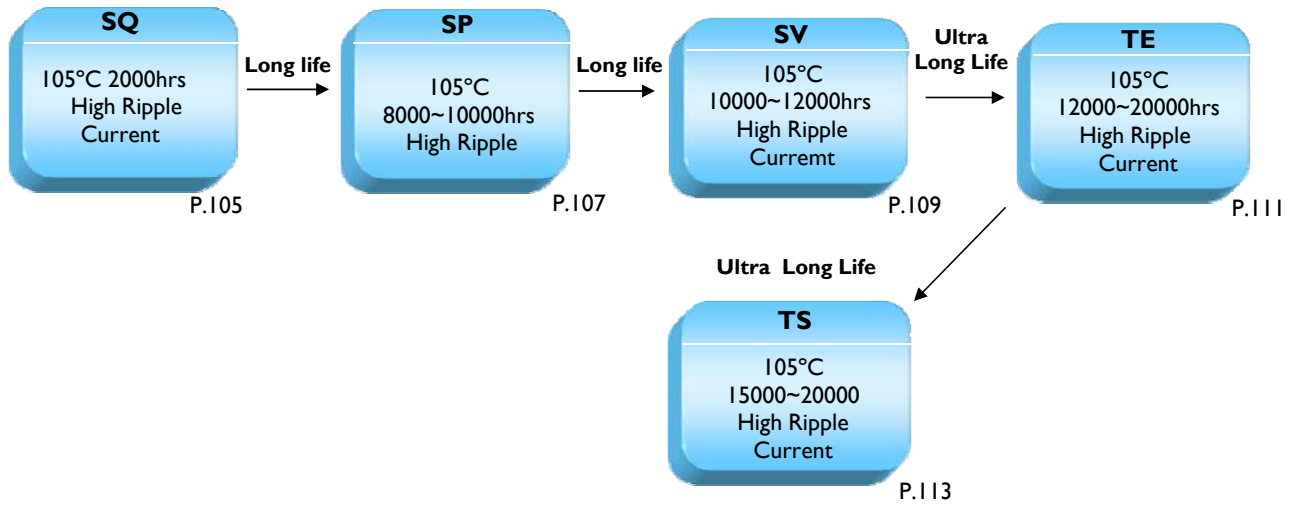 SQ
105°C 2000hrs
High Ripple
Current
P.105
Long life
SP
105°C
8000~10000hrs
High Ripple
P.107
Long life
SV
105°C
10000~12000hrs
High Ripple
Curremt
P.109
Ultra
Long Life
TE
105°C
12000~20000hrs
High Ripple
Current
P.111
Ultra Long Life
TS
105°C
15000~20000
High Ripple
Current
P.113